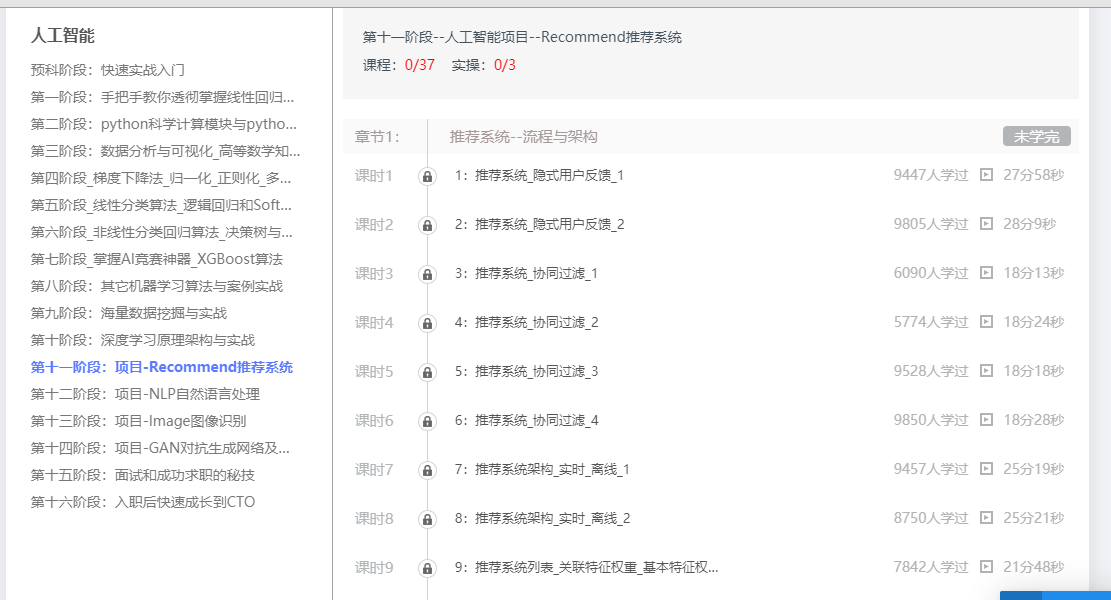 人工智能
预科阶段：快速实战入门
第一阶段：手把手教你透彻掌握线性回归...
第二阶段：python科学计算模块与pytho...
第三阶段：数据分析与可视化_高等数学知...
第四阶段_梯度下降法_归一化_正则化_多...
第五阶段_线性分类算法_逻辑回归和Soft...
第六阶段_非线性分类回归算法_决策树与...
第七阶段_掌握AI竞赛神器_XGBoost算法
第八阶段：其它机器学习算法与案例实战
第九阶段：海量数据挖掘与实战
第十阶段：深度学习原理架构与实战
第十一阶段：项目-Recommend推荐系统
第十二阶段：项目-NLP自然语言处理
第十三阶段：项目-Image图像识别
第十四阶段：项目-GAN对抗生成网络及...
第十五阶段：面试和成功求职的秘技
第十六阶段：入职后快速成长到CTO
第十一阶段--人工智能项目--Recommend推荐系统
课程：0/37 实操：0/3
章节1： 推荐系统--流程与架构 未学完
课时1 1：推荐系统_隐式用户反馈_1 9447人学过 27分58秒
课时2 2：推荐系统_隐式用户反馈_2 9805人学过 28分9秒
课时3 3：推荐系统_协同过滤_1 6090人学过 18分13秒
课时4 4：推荐系统_协同过滤_2 5774人学过 18分24秒
课时5 5：推荐系统_协同过滤_3 9528人学过 18分18秒
课时6 6：推荐系统_协同过滤_4 9850人学过 18分28秒
课时7 7：推荐系统架构_实时_离线_1 9457人学过 25分19秒
课时8 8：推荐系统架构_实时_离线_2 8750人学过 25分21秒
课时9 9：推荐系统列表_关联特征权重_基本特征权... 7842人学过 21分48秒